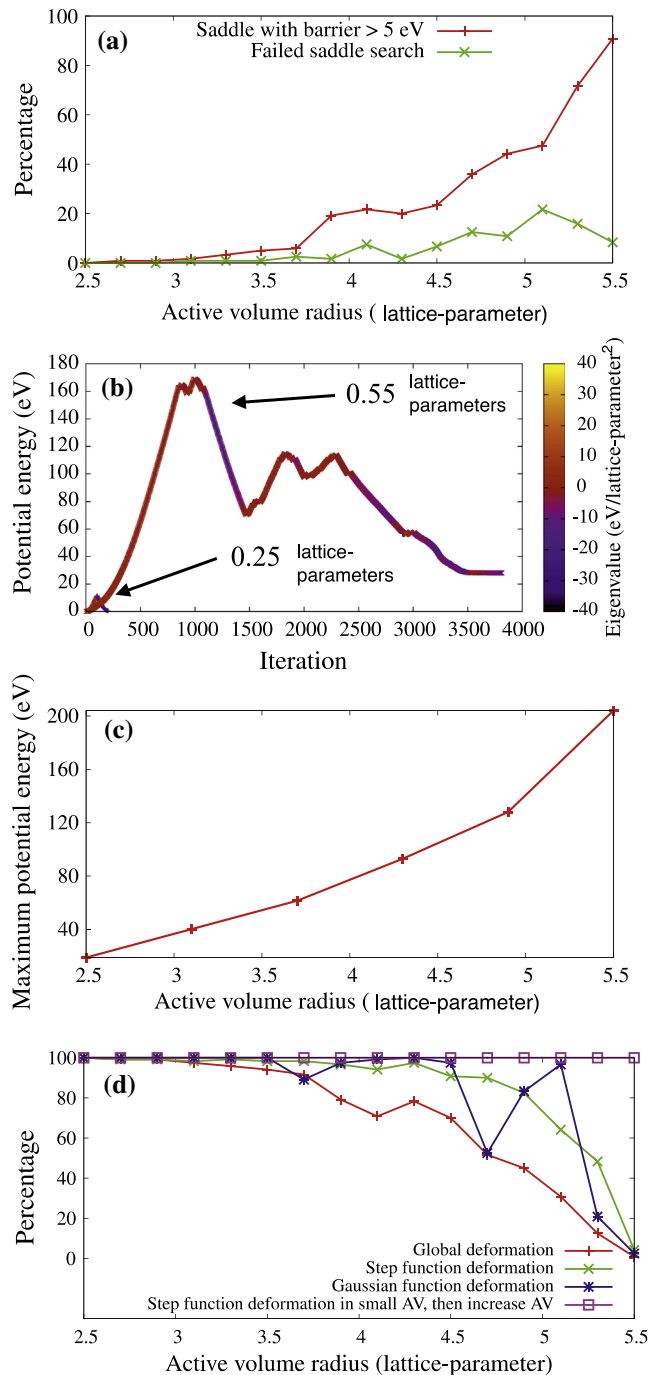 (a)
Saddle with barrier > 5 eV
Failed saddle search
Percentage
100
80
60
40
20
0
2.5 3 3.5 4 4.5 5 5.5
Active volume radius ( lattice-parameter)
(b)
Potential energy (eV)
180
160
140
120
100
80
60
40
20
0
0.55 lattice-
parameters
0.25 lattice-
parameters
0 500 1000 1500 2000 2500 3000 3500 4000
Iteration
40
30
20
10
0
-10
-20
-30
-40
Eigenvalue (eV/lattice-parameter²)
(c)
Maximum potential energy (eV)
200
160
120
80
40
2.5 3 3.5 4 4.5 5 5.5
Active volume radius ( lattice-parameter)
(d)
Percentage
100
80
60
40
20
0
Global deformation
Step function deformation
Gaussian function deformation
Step function deformation in small AV, then increase AV
2.5 3 3.5 4 4.5 5 5.5
Active volume radius (lattice-parameter)